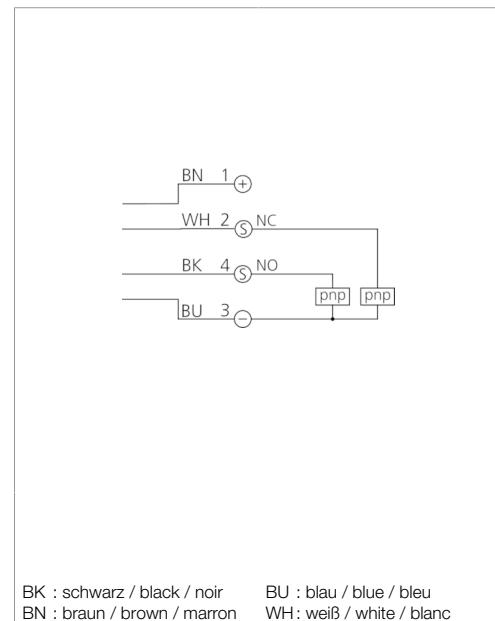 BN 1 +
WH 2 S NC
BK 4 S NO
pnp pnp
BU 3 −
BK : schwarz / black / noir BU : blau / blue / bleu
BN : braun / brown / marron WH : weiß / white / blanc